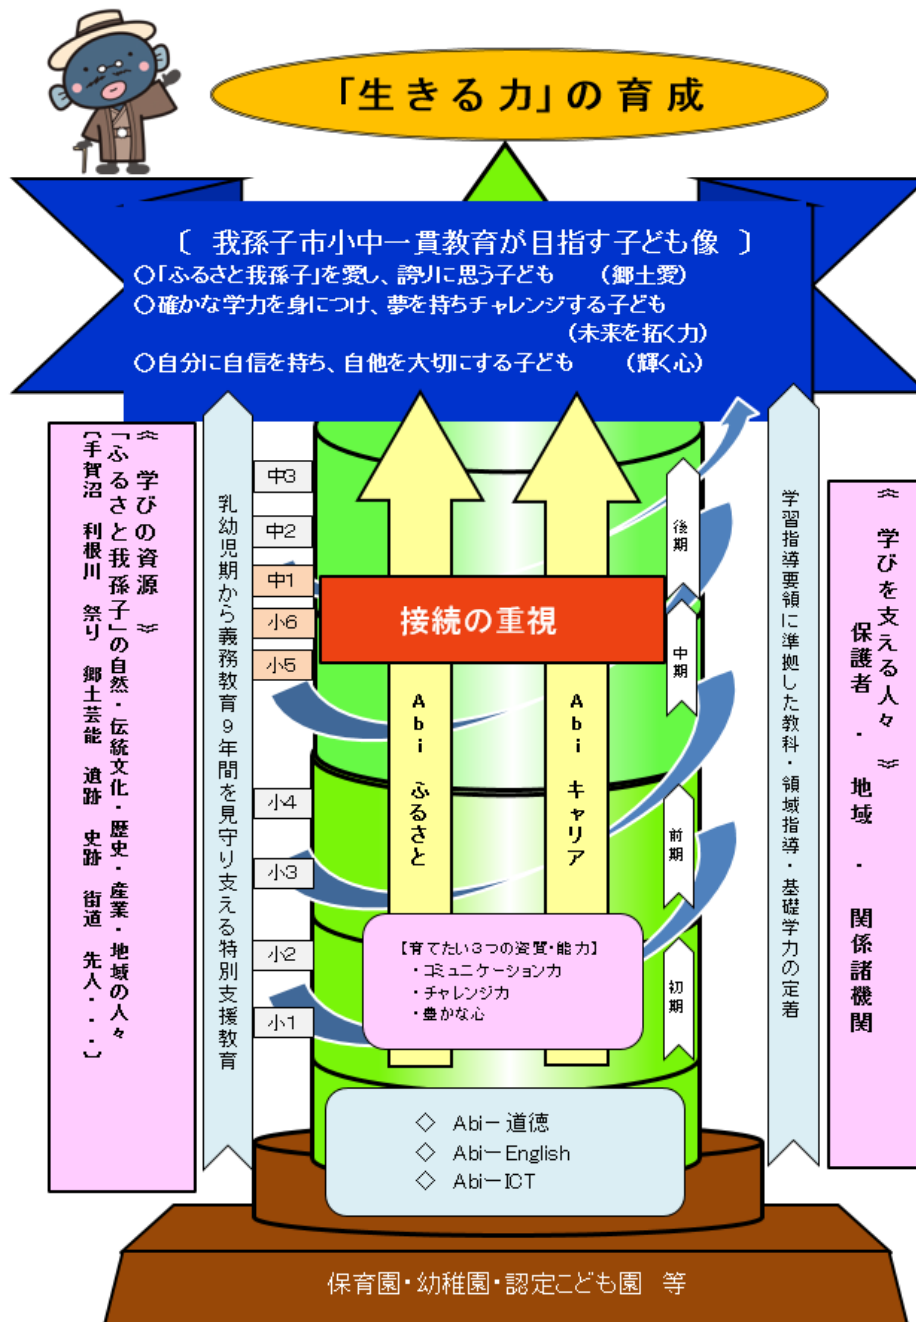 「生きる力」の育成
〔 我孫子市小中一貫教育が目指す子ども像 〕
○「ふるさと我孫子」を愛し、誇りに思う子ども （郷土愛）
○確かな学力を身につけ、夢を持ちチャレンジする子ども
（未来を拓く力）
○自分に自信を持ち、自他を大切にする子ども （輝く心）
《 学びの資源 》
「ふるさと我孫子」の自然・伝統文化・歴史・産業・地域の人々
〔手賀沼 利根川 祭り 郷土芸能 遺跡 史跡 街道 先人・・・〕
乳幼児期から義務教育9年間を見守り支える特別支援教育
中3
中2
中1
小6
小5
小4
小3
小2
小1
接続の重視
Abi ふるさと
Abi キャリア
後期
中期
前期
初期
【育てたい3つの資質・能力】
・コミュニケーション力
・チャレンジ力
・豊かな心
学習指導要領に準拠した教科・領域指導・基礎学力の定着
《 学びを支える人々 》
保護者 ・ 地域 ・ 関係諸機関
◇ Abi－道徳
◇ Abi－English
◇ Abi－ICT
保育園・幼稚園・認定こども園 等